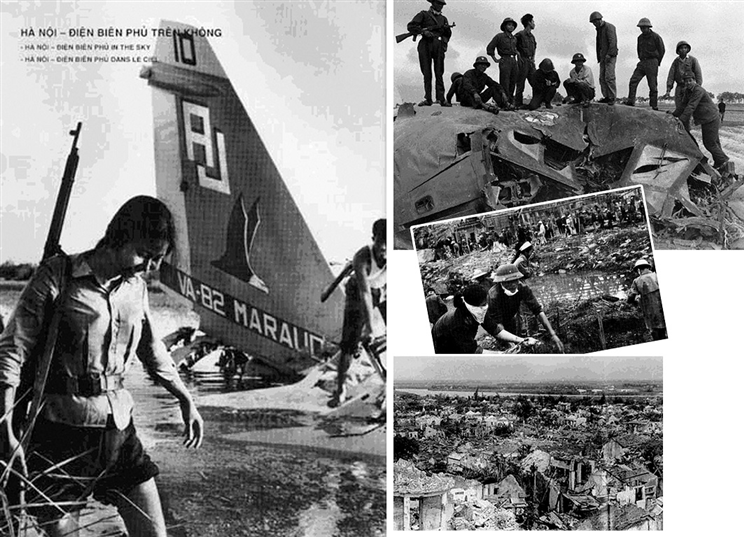 HÀ NỘI – ĐIỆN BIÊN PHỦ TRÊN KHÔNG
- HÀ NỘI – ĐIỆN BIÊN PHỦ IN THE SKY
- HÀ NỘI – ĐIỆN BIÊN PHỦ DANS LE CIEL
10
AJ
VA-82 MARAUD